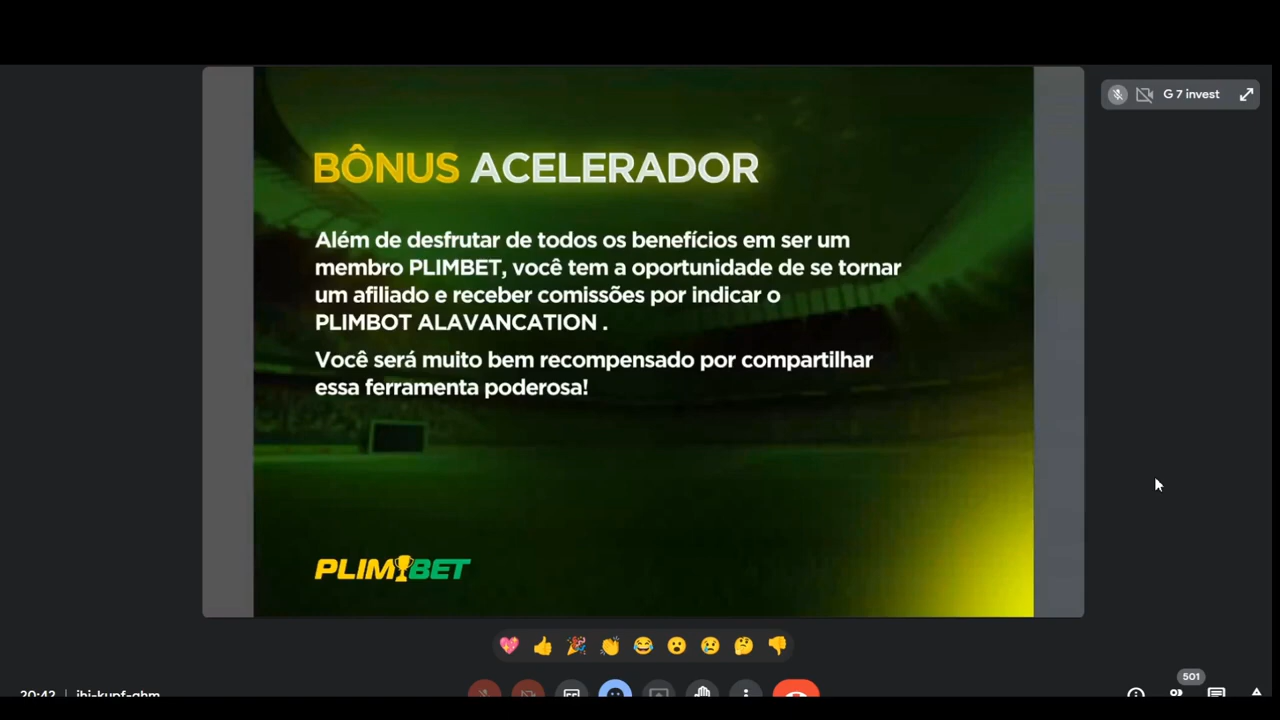 G 7 invest
BÔNUS ACELERADOR
Além de desfrutar de todos os benefícios em ser um
membro PLIMBET, você tem a oportunidade de se tornar
um afiliado e receber comissões por indicar o
PLIMBOT ALAVANCATION .
Você será muito bem recompensado por compartilhar
essa ferramenta poderosa!
PLIMBET
501
20:42